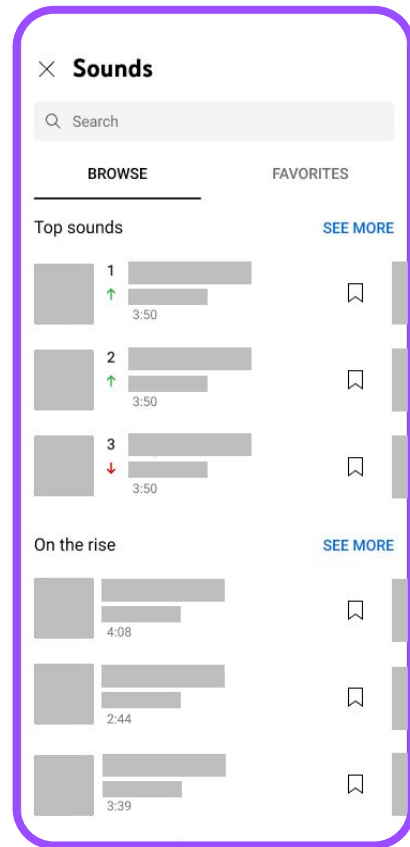 Sounds
Search
BROWSE FAVORITES
Top sounds SEE MORE
1
3:50
2
3:50
3
3:50
On the rise SEE MORE
4:08
2:44
3:39